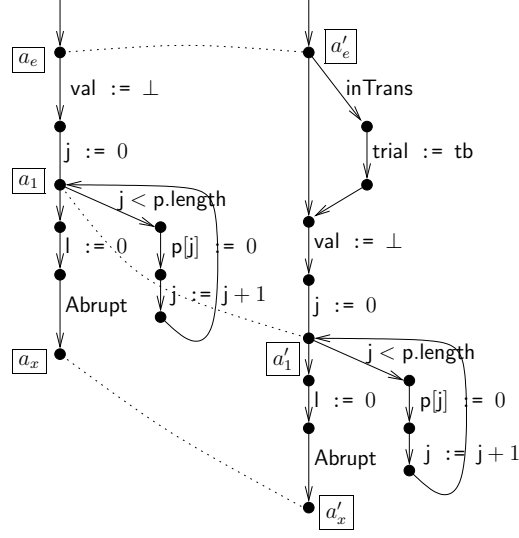 a_e
val := ⊥
j := 0
a_1
j < p.length
l := 0
p[j] := 0
j := j + 1
Abrupt
a_x
a'_e
inTrans
trial := tb
val := ⊥
j := 0
a'_1
j < p.length
l := 0
p[j] := 0
j := j + 1
Abrupt
a'_x